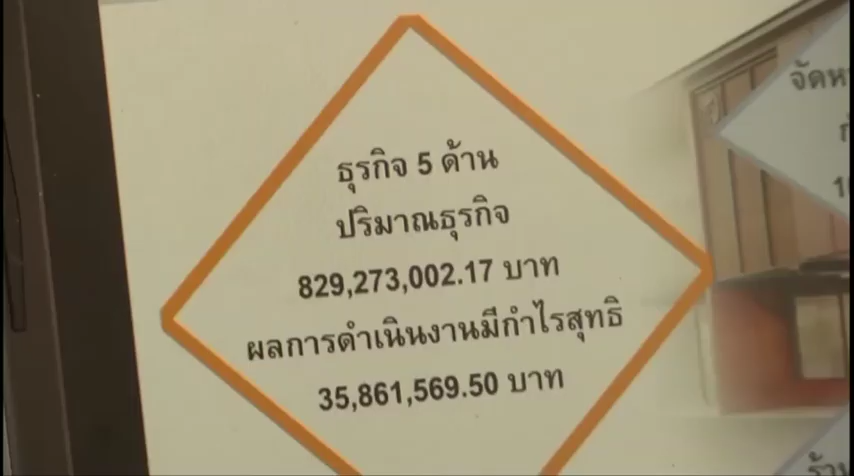 ธุรกิจ 5 ด้าน
ปริมาณธุรกิจ
829,273,002.17 บาท
ผลการดำเนินงานมีกำไรสุทธิ
35,861,569.50 บาท